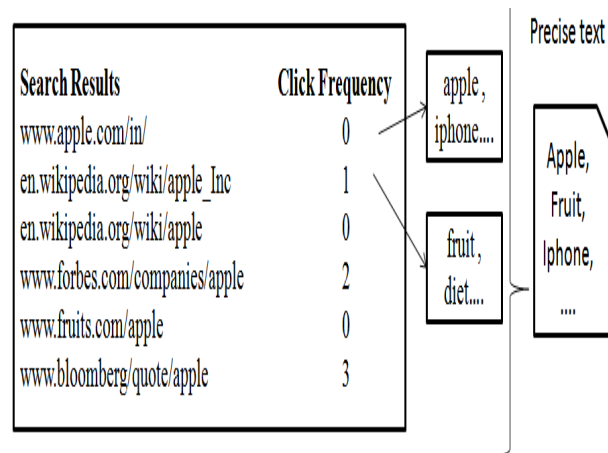 Precise text
Search Results Click Frequency
www.apple.com/in/ 0
en.wikipedia.org/wiki/apple_Inc 1
en.wikipedia.org/wiki/apple 0
www.forbes.com/companies/apple 2
www.fruits.com/apple 0
www.bloomberg/quote/apple 3
apple ,
iphone....
fruit ,
diet....
Apple,
Fruit,
Iphone,
....